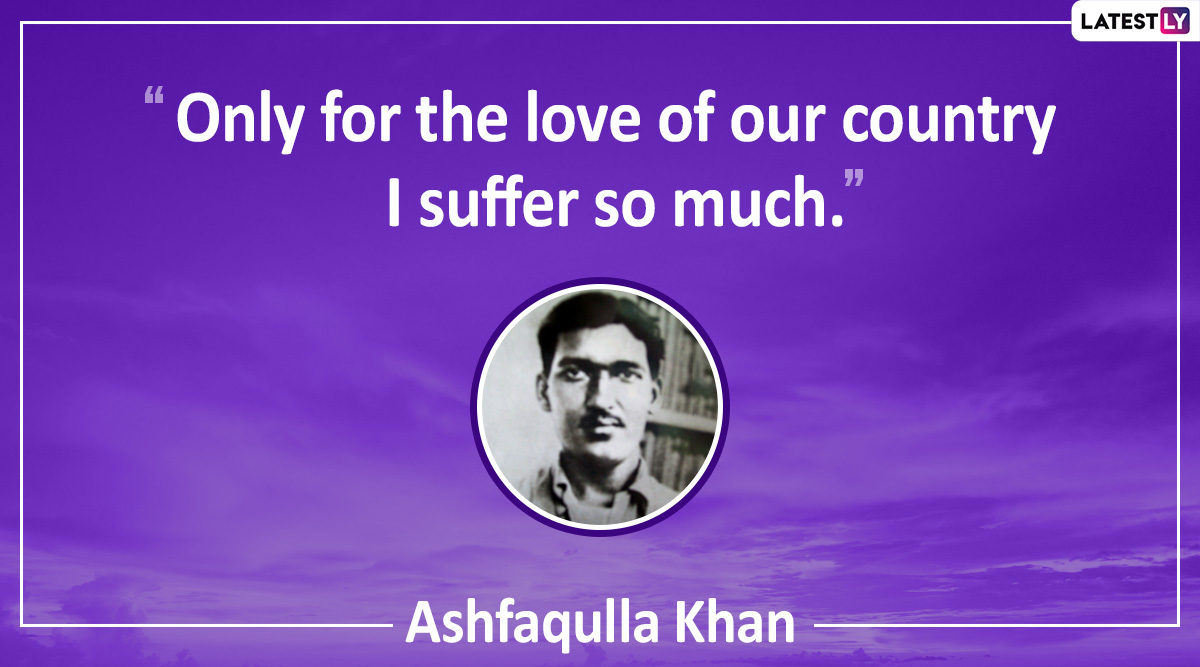 LATESTLY
“Only for the love of our country
I suffer so much.”
Ashfaqulla Khan